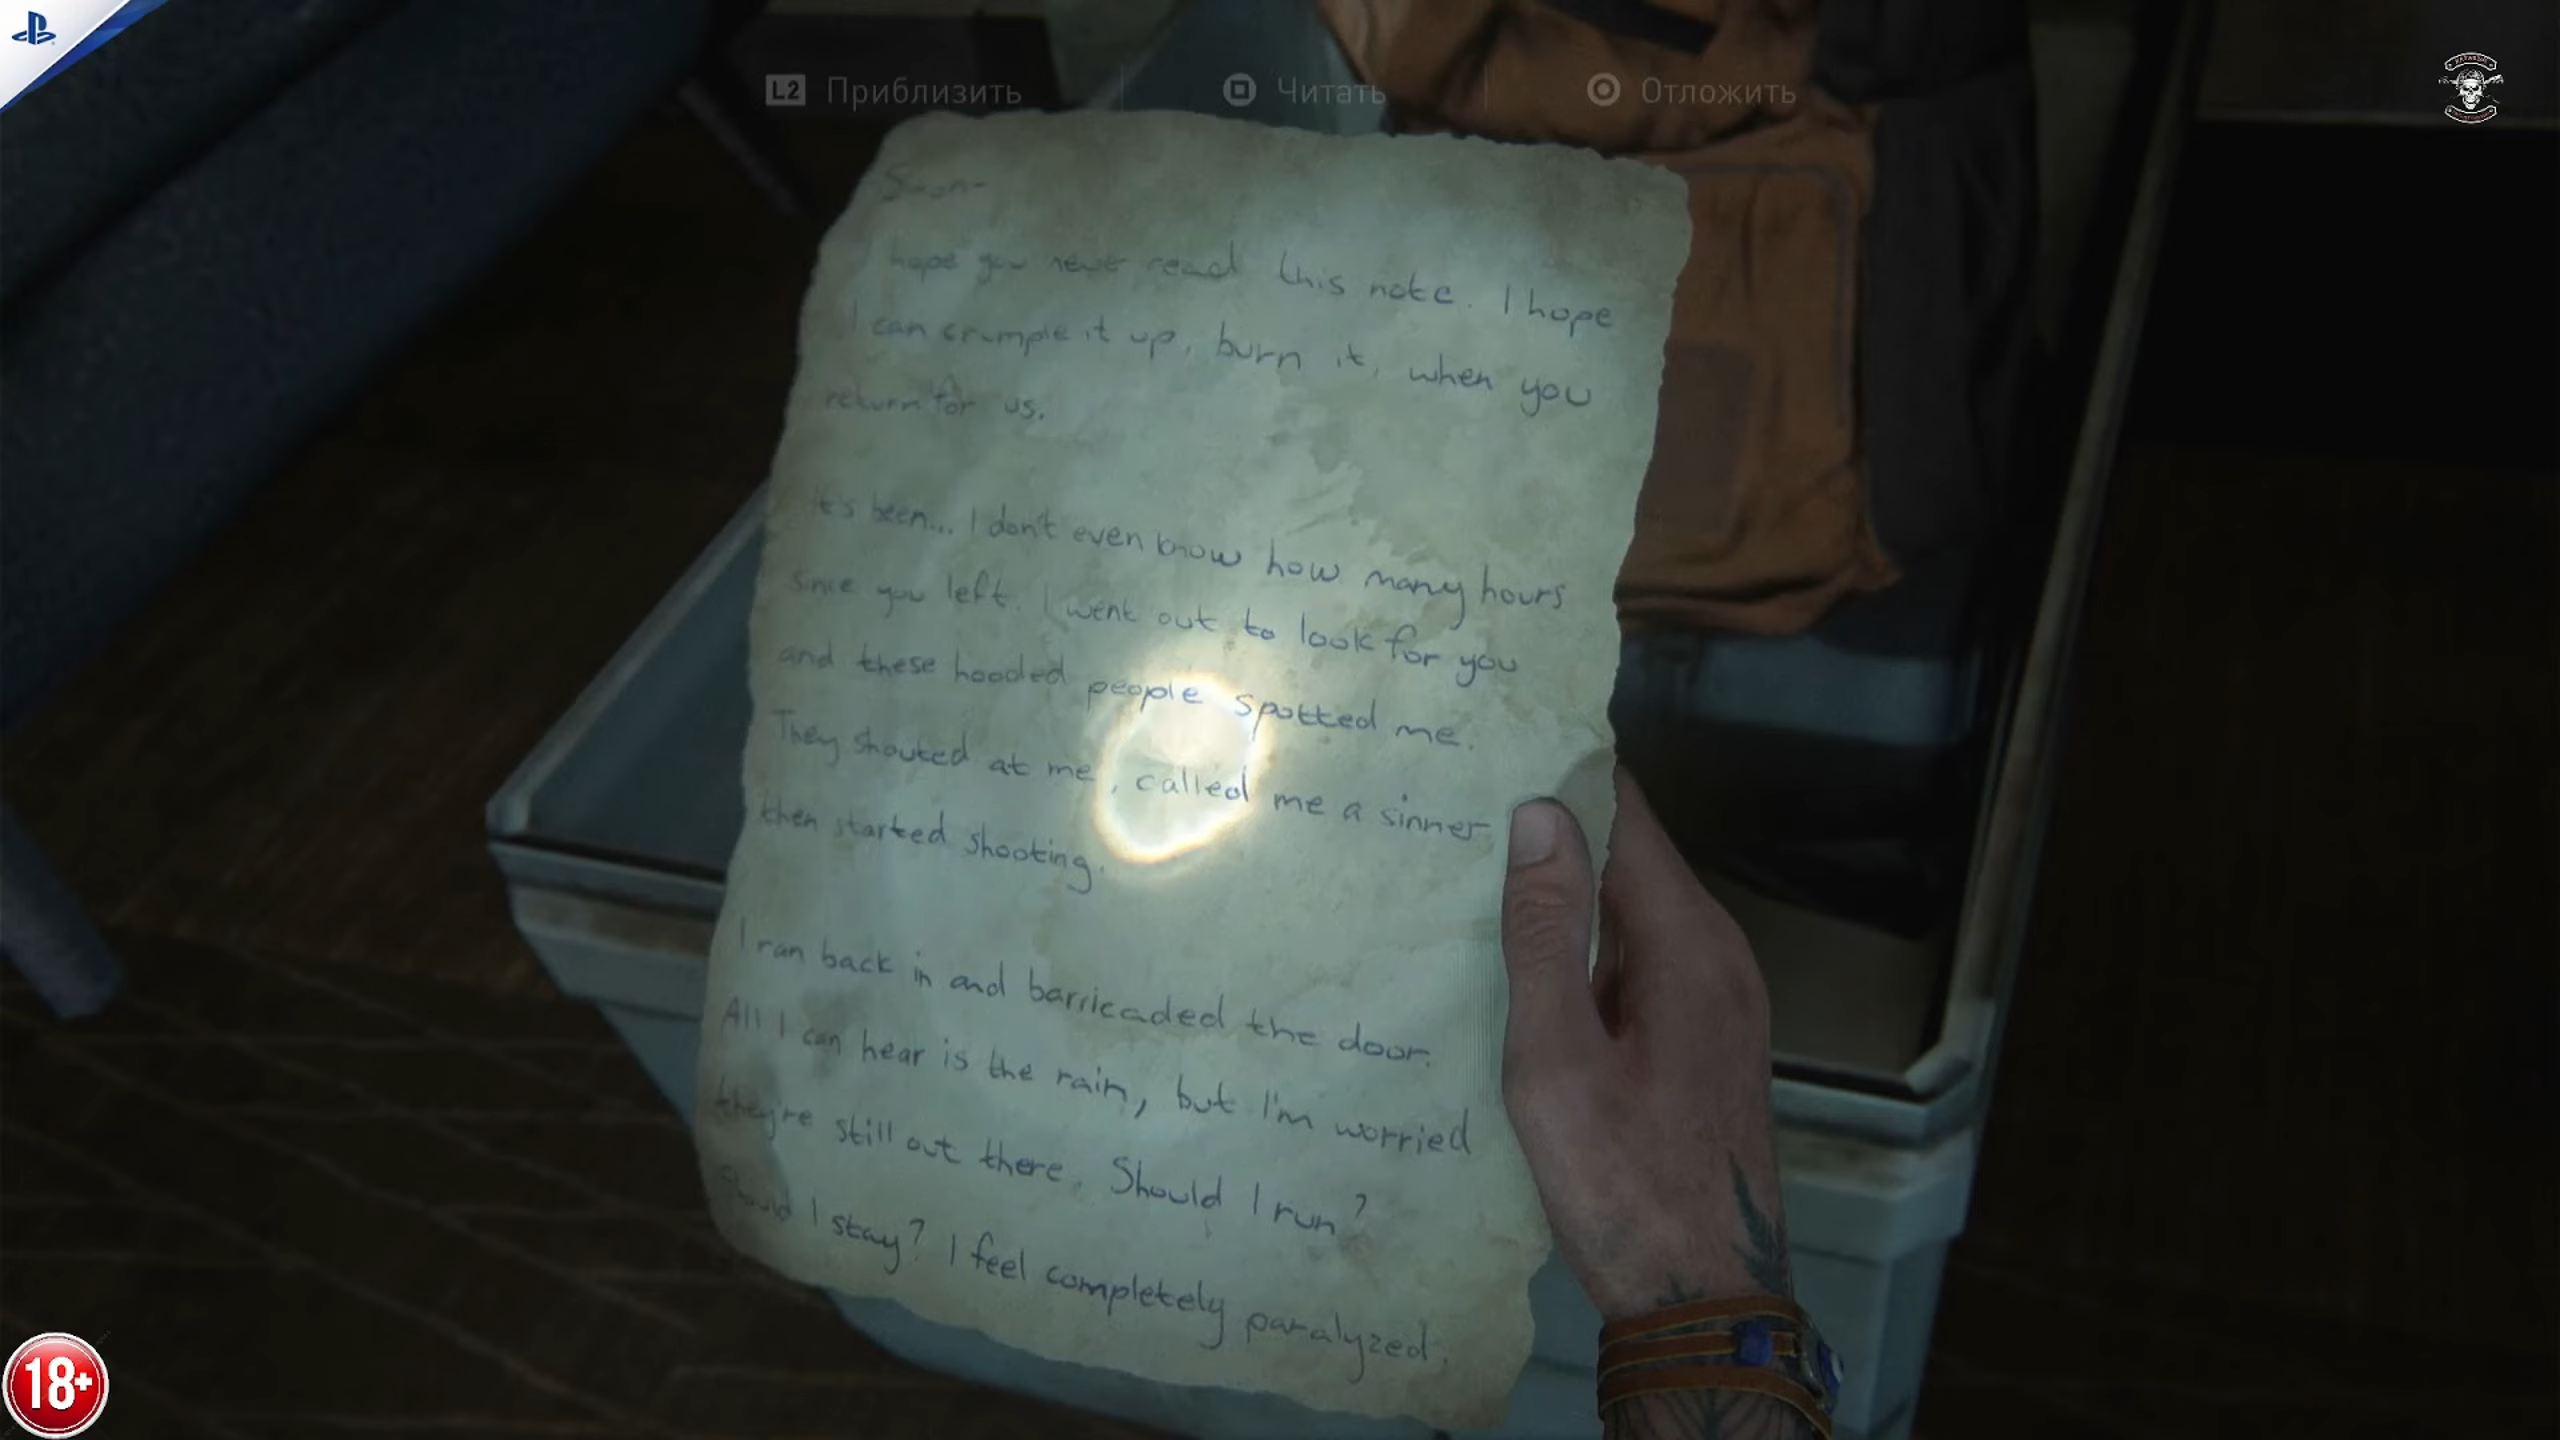 L2 Приблизить
Читать
Отложить
I hope you never read this note. I hope
I can crumple it up, burn it, when you
return for us.
It's been... I don't even know how many hours
since you left. I went out to look for you
and these hooded people spotted me.
They shouted at me, called me a sinner
then started shooting.
I ran back in and barricaded the door.
All I can hear is the rain, but I'm worried
they're still out there. Should I run?
Should I stay? I feel completely paralyzed.
18+